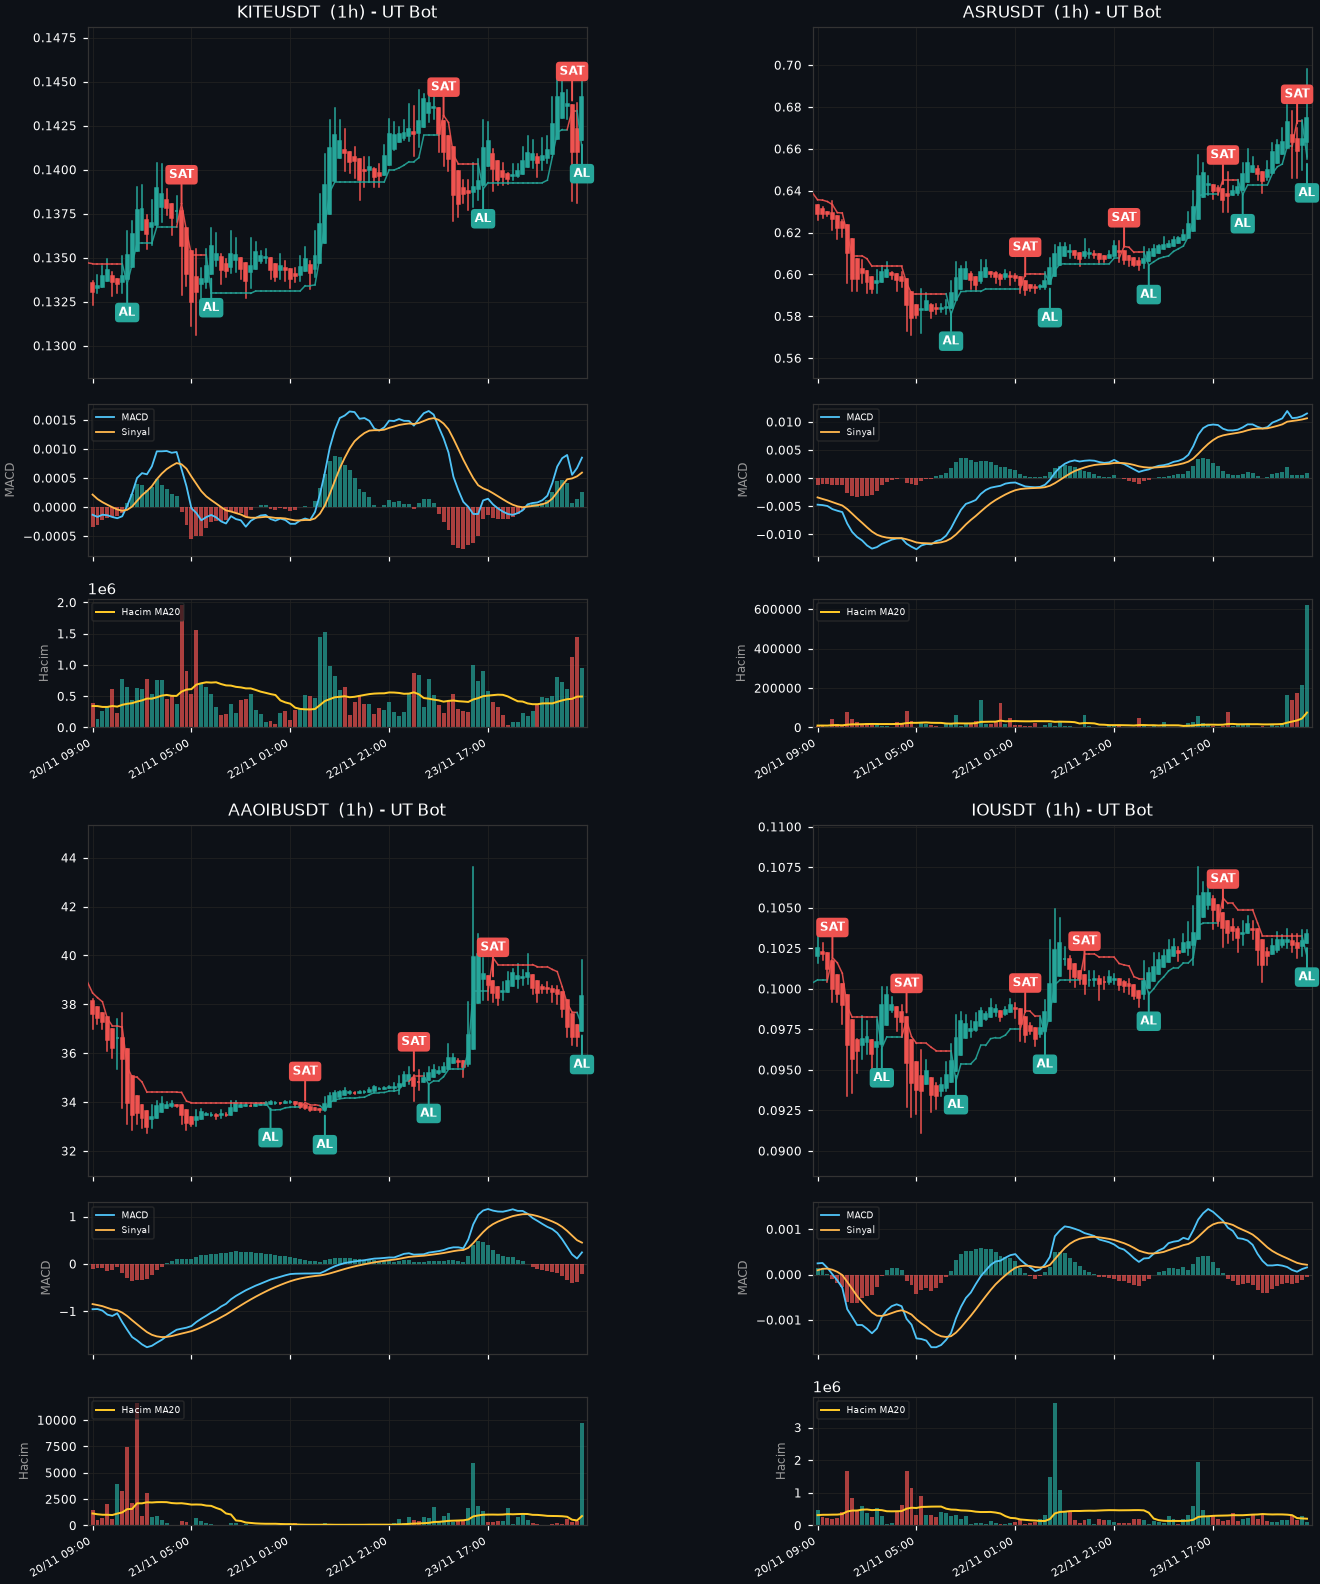 KITEUSDT (1h) - UT Bot
0.1475
0.1450
0.1425
0.1400
0.1375
0.1350
0.1325
0.1300
SAT
SAT
SAT
AL
AL
AL
AL
MACD
0.0015
0.0010
0.0005
0.0000
−0.0005
MACD
Sinyal
1e6
Hacim
2.0
1.5
1.0
0.5
0.0
Hacim MA20
20/11 09:00
21/11 05:00
22/11 01:00
22/11 21:00
23/11 17:00
ASRUSDT (1h) - UT Bot
0.70
0.68
0.66
0.64
0.62
0.60
0.58
0.56
SAT
SAT
SAT
SAT
AL
AL
AL
AL
AL
MACD
0.010
0.005
0.000
−0.005
−0.010
MACD
Sinyal
Hacim
600000
400000
200000
0
Hacim MA20
20/11 09:00
21/11 05:00
22/11 01:00
22/11 21:00
23/11 17:00
AAOIBUSDT (1h) - UT Bot
44
42
40
38
36
34
32
SAT
SAT
SAT
AL
AL
AL
AL
MACD
1
0
−1
MACD
Sinyal
Hacim
10000
7500
5000
2500
0
Hacim MA20
20/11 09:00
21/11 05:00
22/11 01:00
22/11 21:00
23/11 17:00
IOUSDT (1h) - UT Bot
0.1100
0.1075
0.1050
0.1025
0.1000
0.0975
0.0950
0.0925
0.0900
SAT
SAT
SAT
SAT
SAT
AL
AL
AL
AL
AL
MACD
0.001
0.000
−0.001
MACD
Sinyal
1e6
Hacim
3
2
1
0
Hacim MA20
20/11 09:00
21/11 05:00
22/11 01:00
22/11 21:00
23/11 17:00